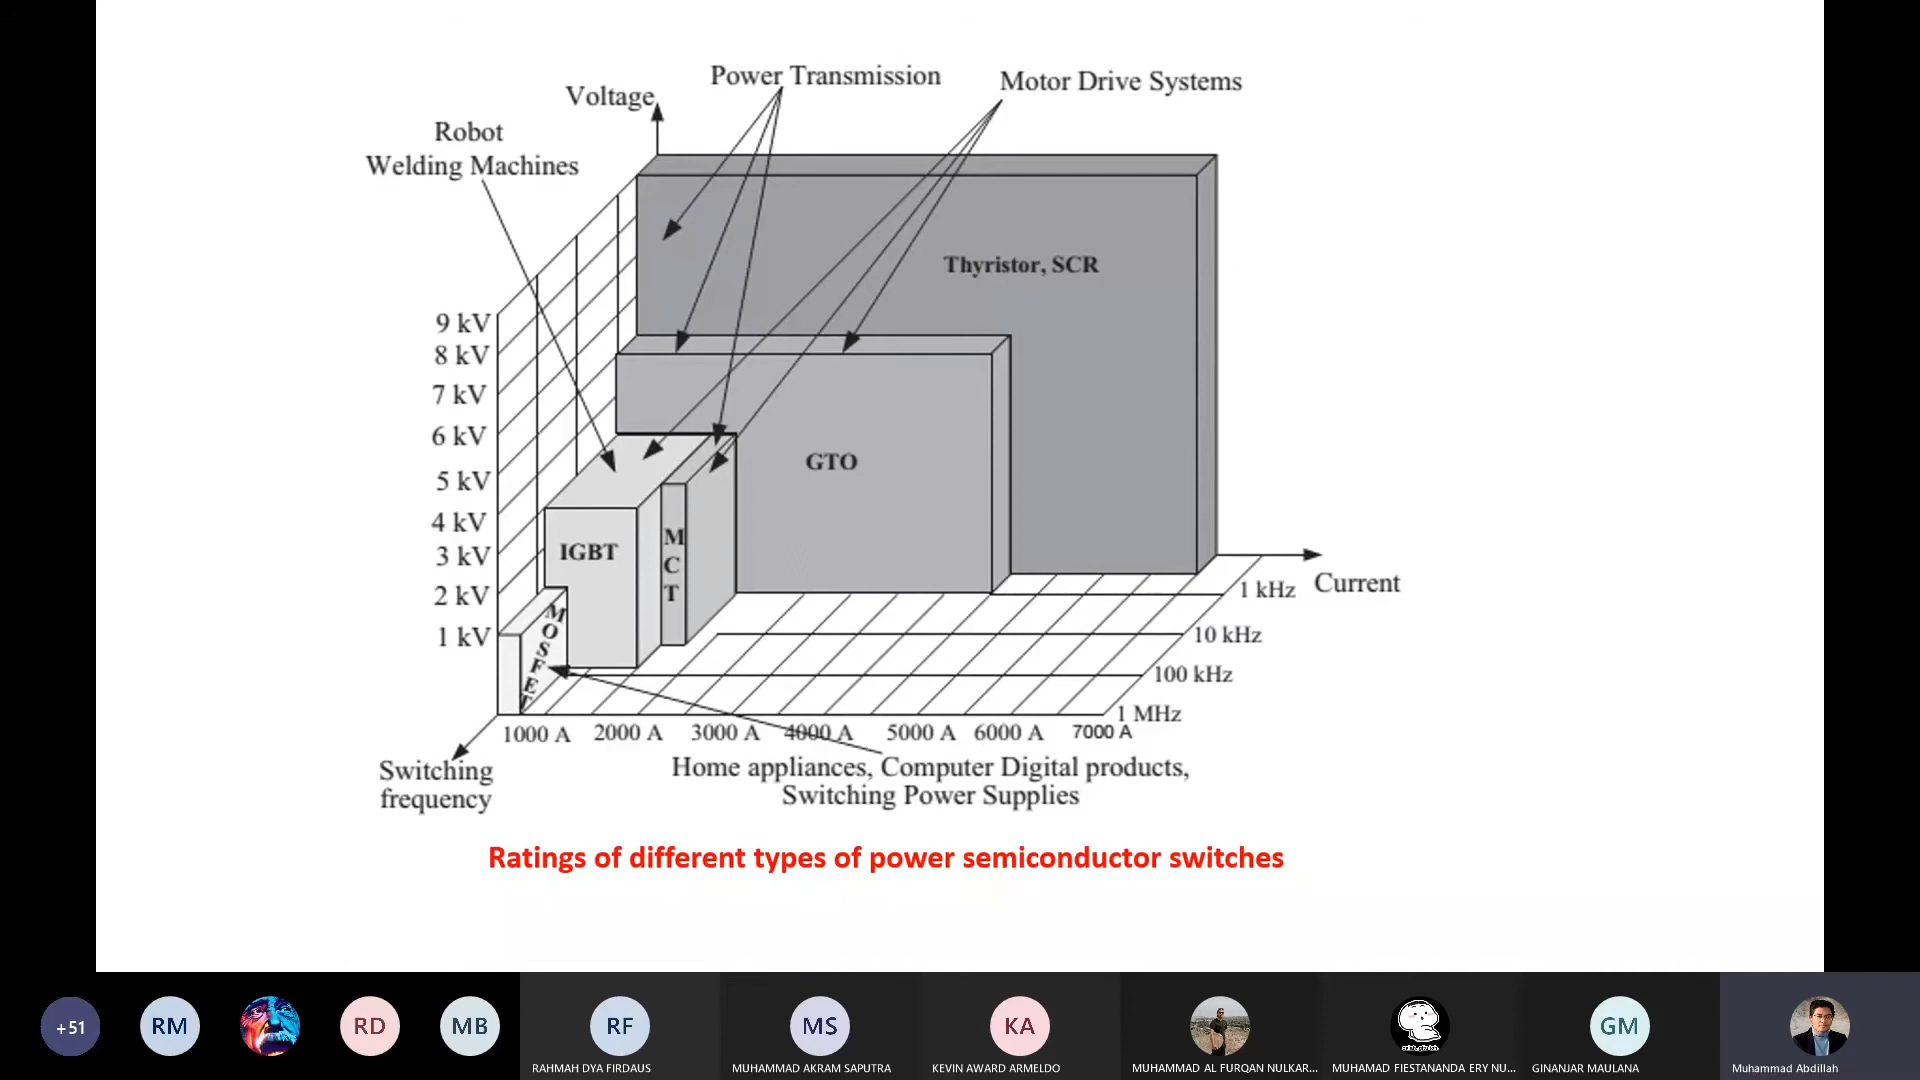 Power Transmission
Motor Drive Systems
Voltage
Robot
Welding Machines
Thyristor, SCR
9 kV
8 kV
7 kV
6 kV
5 kV
4 kV
3 kV
2 kV
1 kV
GTO
IGBT
MCT
MOSFET
1 kHz
Current
10 kHz
100 kHz
1 MHz
1000 A 2000 A 3000 A 4000 A 5000 A 6000 A 7000 A
Switching
frequency
Home appliances, Computer Digital products,
Switching Power Supplies
Ratings of different types of power semiconductor switches
+51
RM
RD
MB
RF
MS
KA
GM
RAHMAH DYA FIRDAUS
MUHAMMAD AKRAM SAPUTRA
KEVIN AWARD ARMELDO
MUHAMMAD AL FURQAN NULKAR...
MUHAMAD FIESTANANDA ERY NU...
GINANJAR MAULANA
Muhammad Abdillah